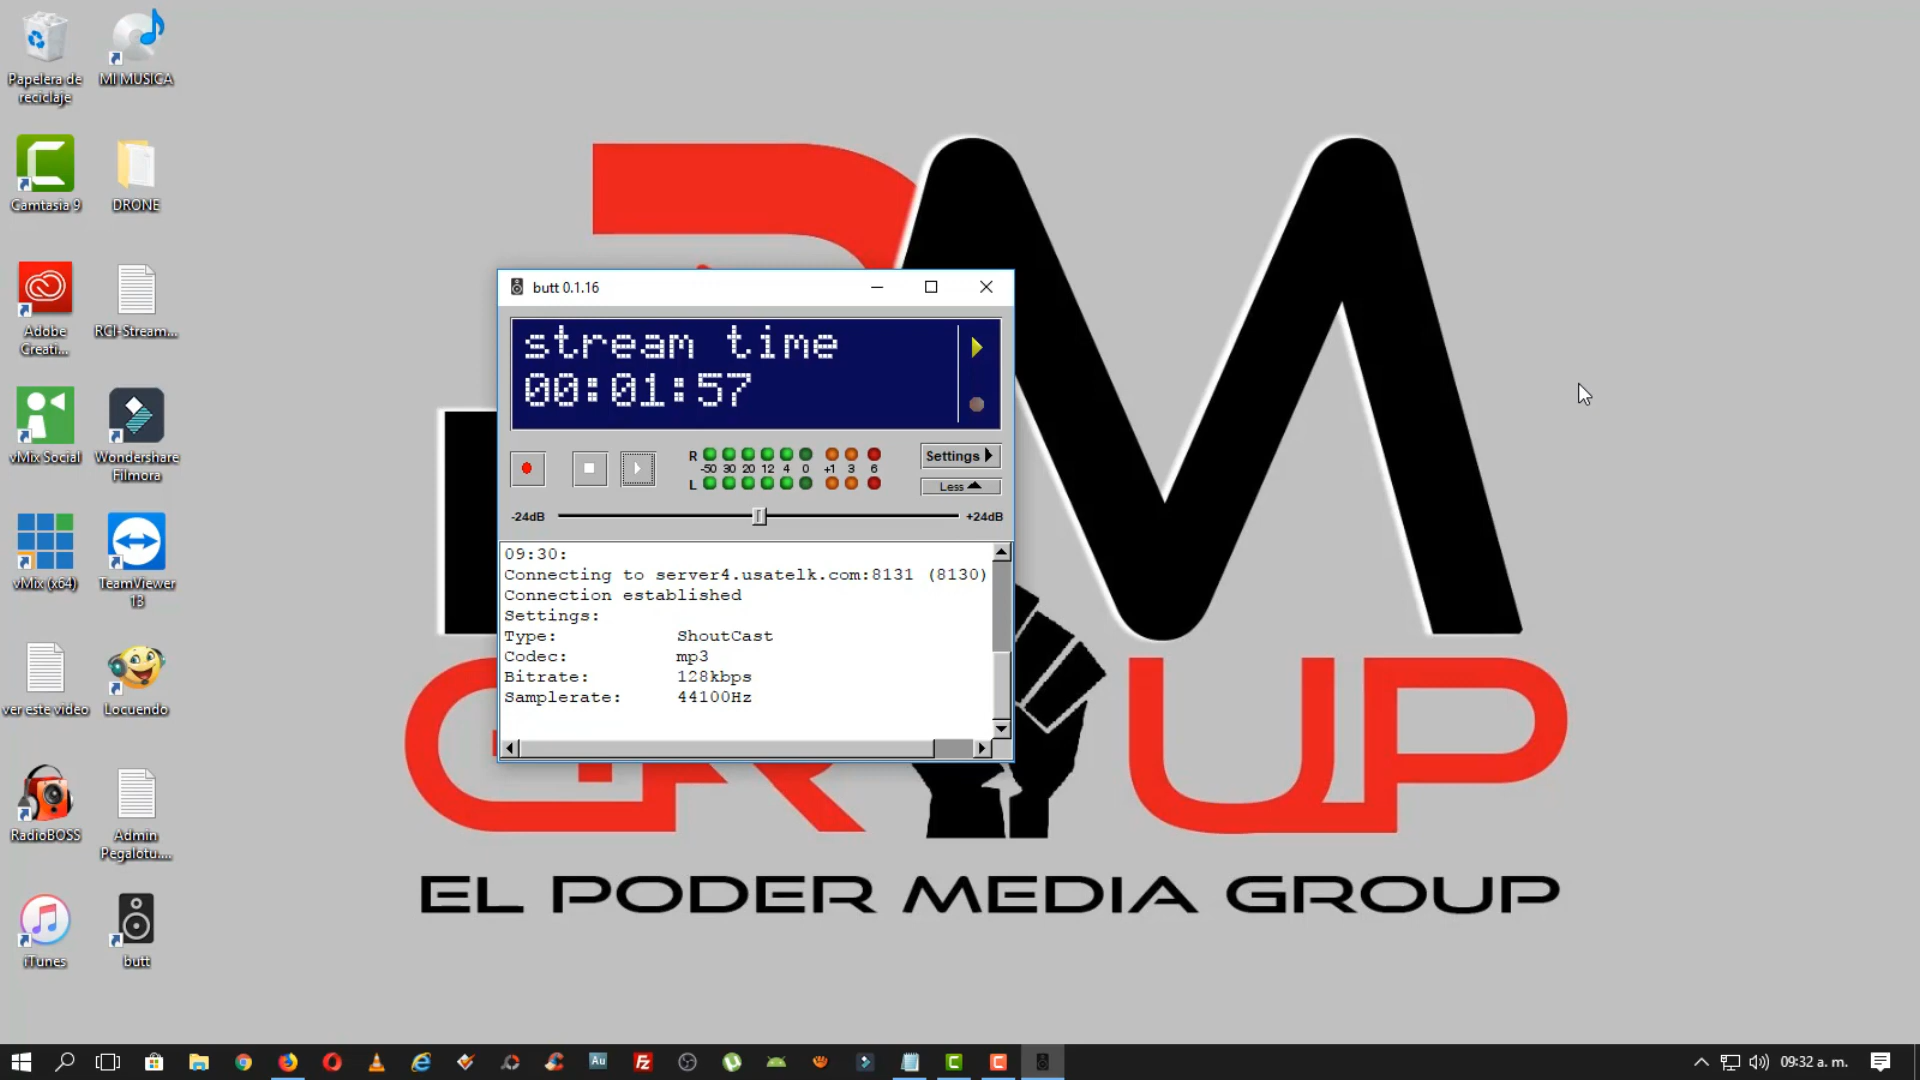 Papelera de
reciclaje
MI MUSICA
Camtasia 9
DRONE
Adobe
Creati...
RCI-Stream...
vMix Social
Wondershare
Filmora
vMix (x64)
TeamViewer
13
ver este video
Locuendo
RadioBOSS
Admin
Pegalotu....
iTunes
butt
butt 0.1.16
stream time
00:01:57
R
-50 30 20 12 4 0 +1 3 6
L
Settings
Less
-24dB
+24dB
09:30:
Connecting to server4.usatelk.com:8131 (8130)
Connection established
Settings:
Type: ShoutCast
Codec: mp3
Bitrate: 128kbps
Samplerate: 44100Hz
EL PODER MEDIA GROUP
Au
Fz
09:32 a. m.